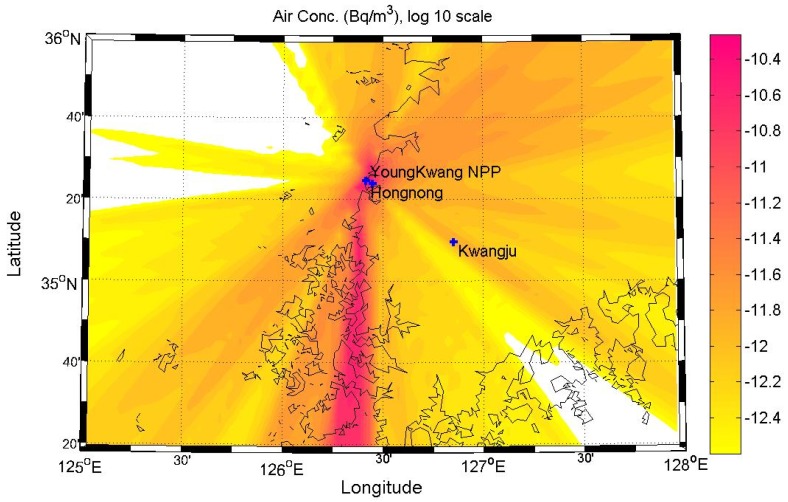 Air Conc. (Bq/m³), log 10 scale
36°N
40'
20'
35°N
40'
20'
Latitude
YoungKwang NPP
Hongnong
Kwangju
125°E
30'
126°E
30'
127°E
30'
128°E
Longitude
-10.4
-10.6
-10.8
-11
-11.2
-11.4
-11.6
-11.8
-12
-12.2
-12.4